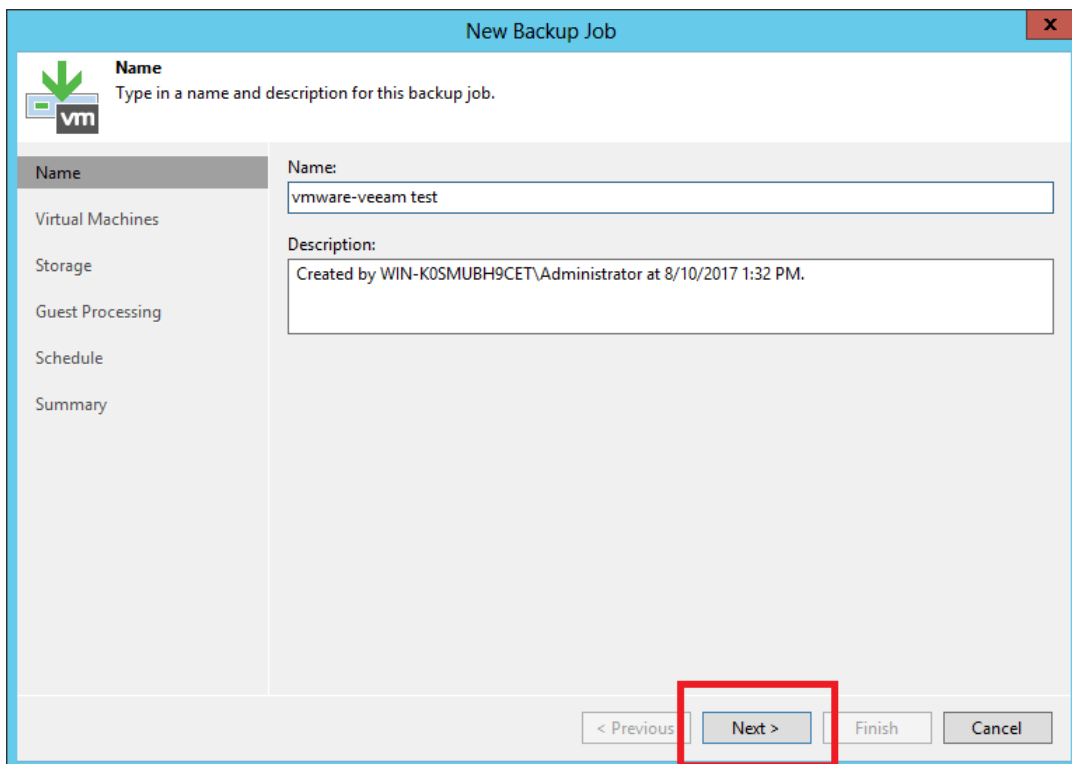 New Backup Job
x
Name
Type in a name and description for this backup job.
vm
Name
Virtual Machines
Storage
Guest Processing
Schedule
Summary
Name:
vmware-veeam test
Description:
Created by WIN-K0SMUBH9CET\Administrator at 8/10/2017 1:32 PM.
< Previous Next > Finish Cancel